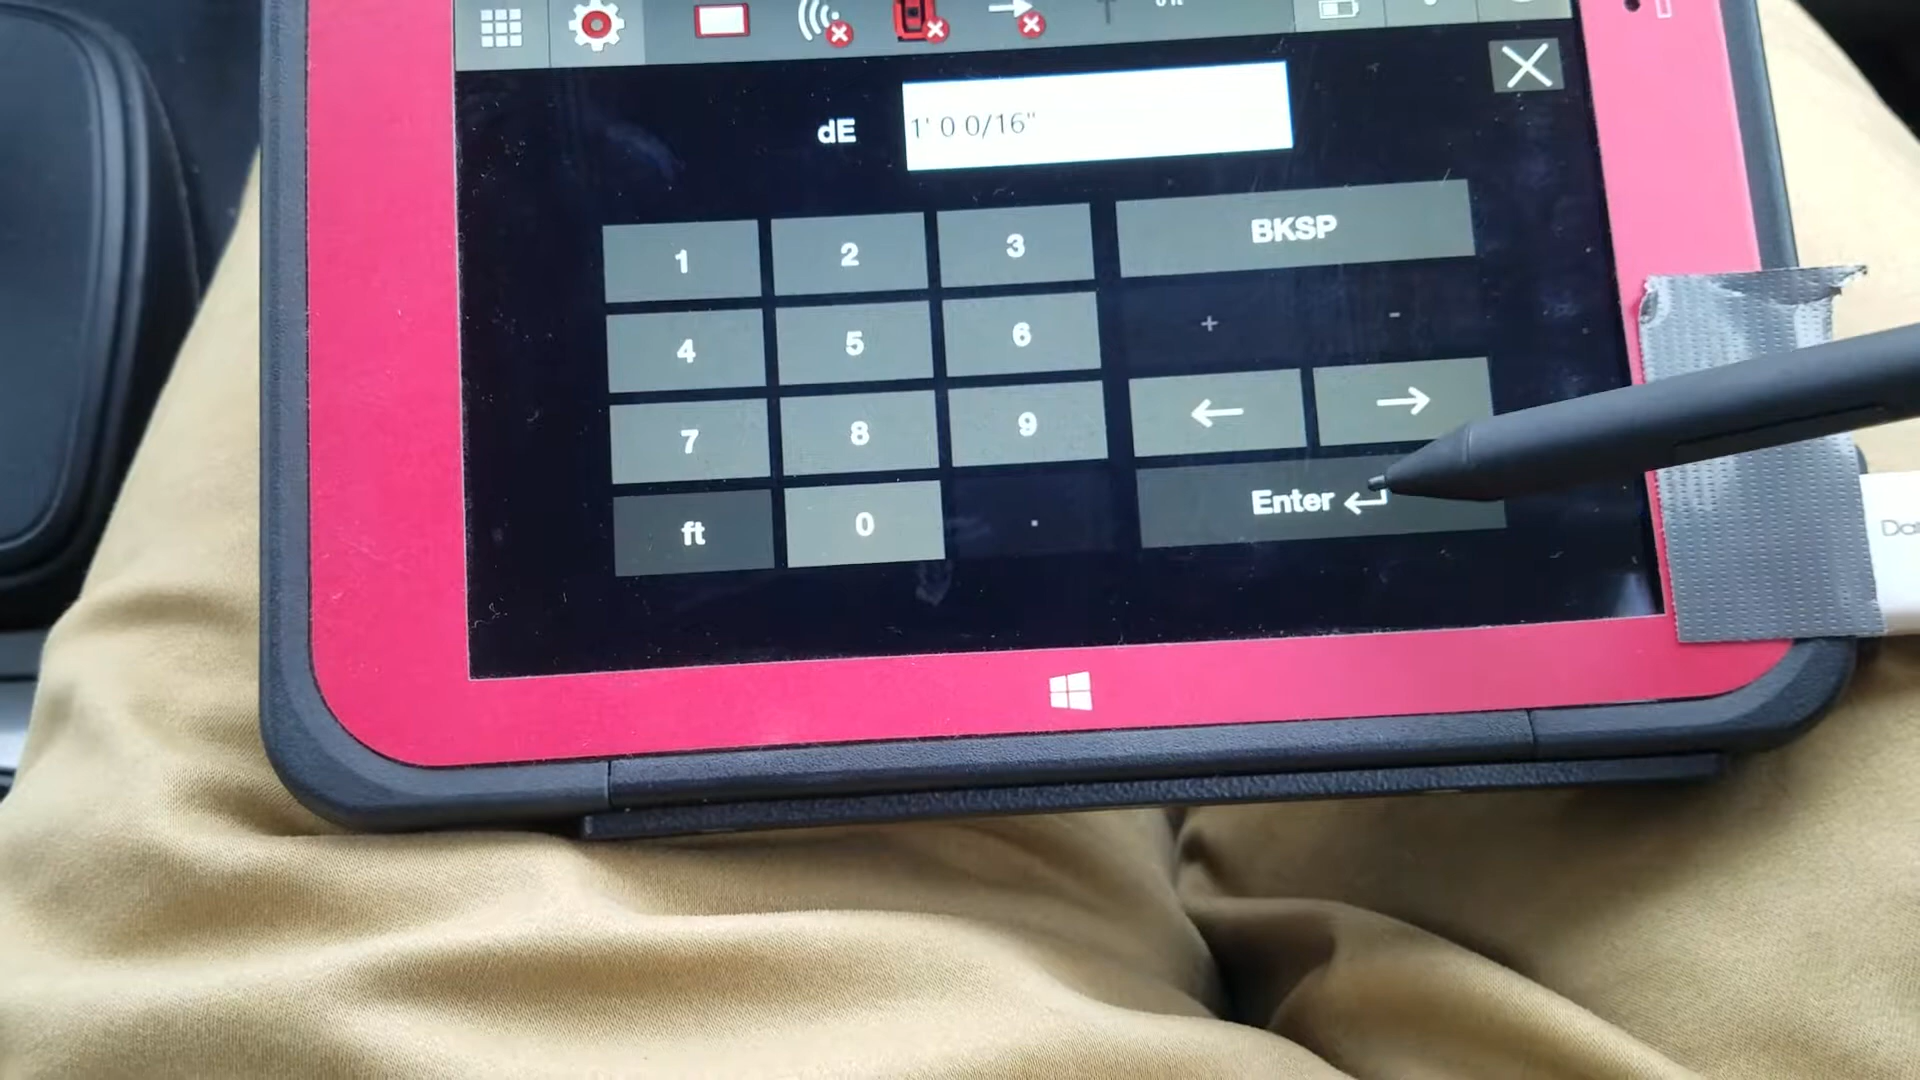 dE 1' 0 0/16"
1 2 3 BKSP
4 5 6 + -
7 8 9 ← →
ft 0 . Enter